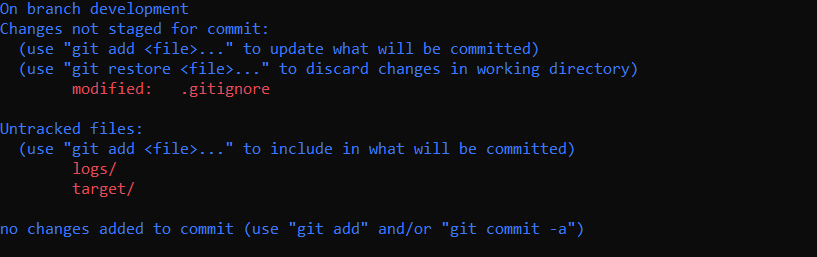 On branch development
Changes not staged for commit:
  (use "git add <file>..." to update what will be committed)
  (use "git restore <file>..." to discard changes in working directory)
        modified:   .gitignore

Untracked files:
  (use "git add <file>..." to include in what will be committed)
        logs/
        target/

no changes added to commit (use "git add" and/or "git commit -a")